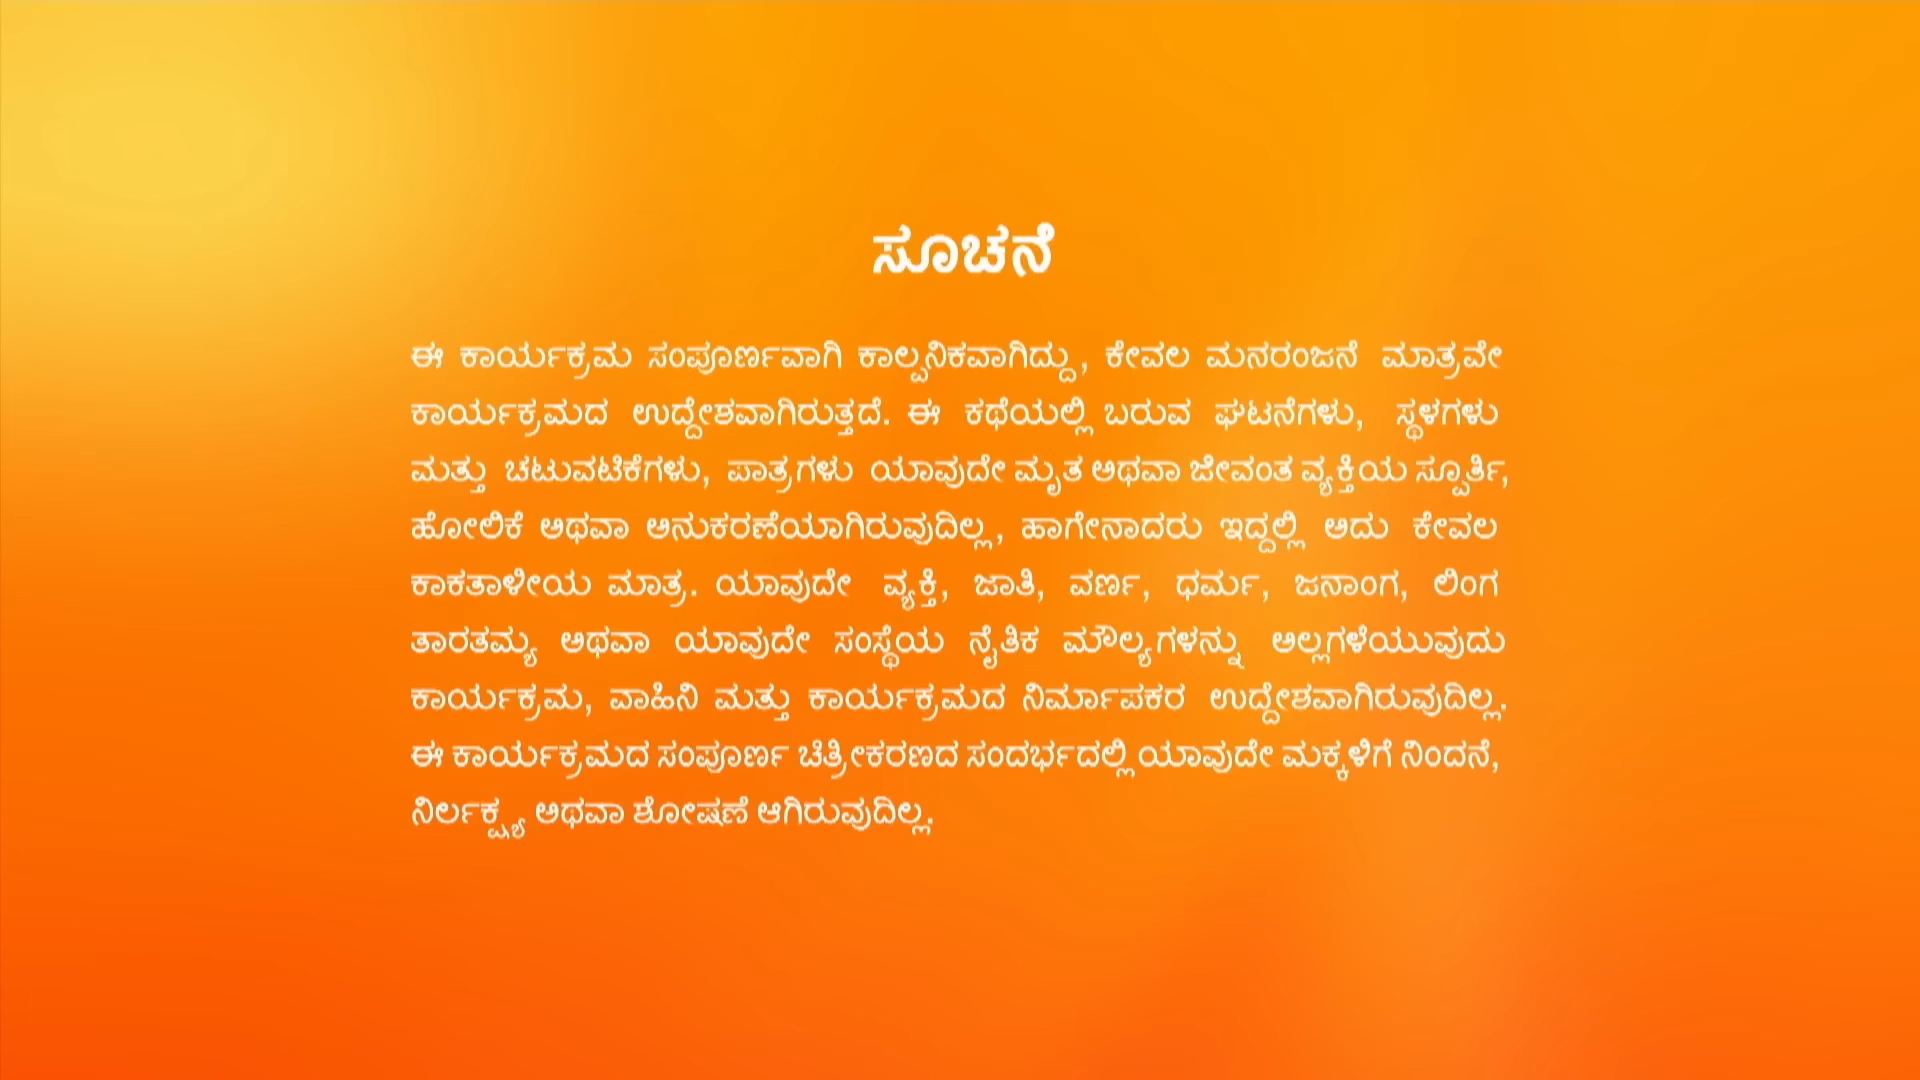 ಸೂಚನೆ
ಈ ಕಾರ್ಯಕ್ರಮ ಸಂಪೂರ್ಣವಾಗಿ ಕಾಲ್ಪನಿಕವಾಗಿದ್ದು, ಕೇವಲ ಮನರಂಜನೆ ಮಾತ್ರವೇ
ಕಾರ್ಯಕ್ರಮದ ಉದ್ದೇಶವಾಗಿರುತ್ತದೆ. ಈ ಕಥೆಯಲ್ಲಿ ಬರುವ ಘಟನೆಗಳು, ಸ್ಥಳಗಳು
ಮತ್ತು ಚಟುವಟಿಕೆಗಳು, ಪಾತ್ರಗಳು ಯಾವುದೇ ಮೃತ ಅಥವಾ ಜೀವಂತ ವ್ಯಕ್ತಿಯ ಸ್ಪೂರ್ತಿ,
ಹೋಲಿಕೆ ಅಥವಾ ಅನುಕರಣೆಯಾಗಿರುವುದಿಲ್ಲ, ಹಾಗೇನಾದರು ಇದ್ದಲ್ಲಿ ಅದು ಕೇವಲ
ಕಾಕತಾಳೀಯ ಮಾತ್ರ. ಯಾವುದೇ ವ್ಯಕ್ತಿ, ಜಾತಿ, ವರ್ಣ, ಧರ್ಮ, ಜನಾಂಗ, ಲಿಂಗ
ತಾರತಮ್ಯ ಅಥವಾ ಯಾವುದೇ ಸಂಸ್ಥೆಯ ನೈತಿಕ ಮೌಲ್ಯಗಳನ್ನು ಅಲ್ಲಗಳೆಯುವುದು
ಕಾರ್ಯಕ್ರಮ, ವಾಹಿನಿ ಮತ್ತು ಕಾರ್ಯಕ್ರಮದ ನಿರ್ಮಾಪಕರ ಉದ್ದೇಶವಾಗಿರುವುದಿಲ್ಲ.
ಈ ಕಾರ್ಯಕ್ರಮದ ಸಂಪೂರ್ಣ ಚಿತ್ರೀಕರಣದ ಸಂದರ್ಭದಲ್ಲಿ ಯಾವುದೇ ಮಕ್ಕಳಿಗೆ ನಿಂದನೆ,
ನಿರ್ಲಕ್ಷ್ಯ ಅಥವಾ ಶೋಷಣೆ ಆಗಿರುವುದಿಲ್ಲ.